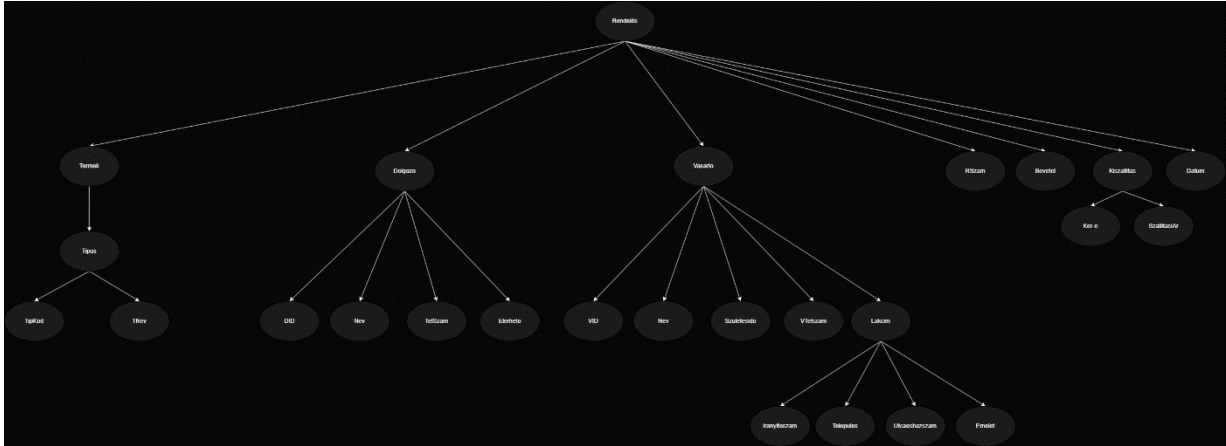 Rendelés
Termek
Dolgozo
Vasarlo
RSzam
Bevetel
Kiszallitas
Datum
Tipus
Ker-e
SzallitasiAr
TipKod
TNev
DID
Nev
TelSzam
Elerheto
VID
Nev
Szuletesido
VTelszam
Lakcim
Iranyitoszam
Telepules
Utcaeshazszam
Emelet